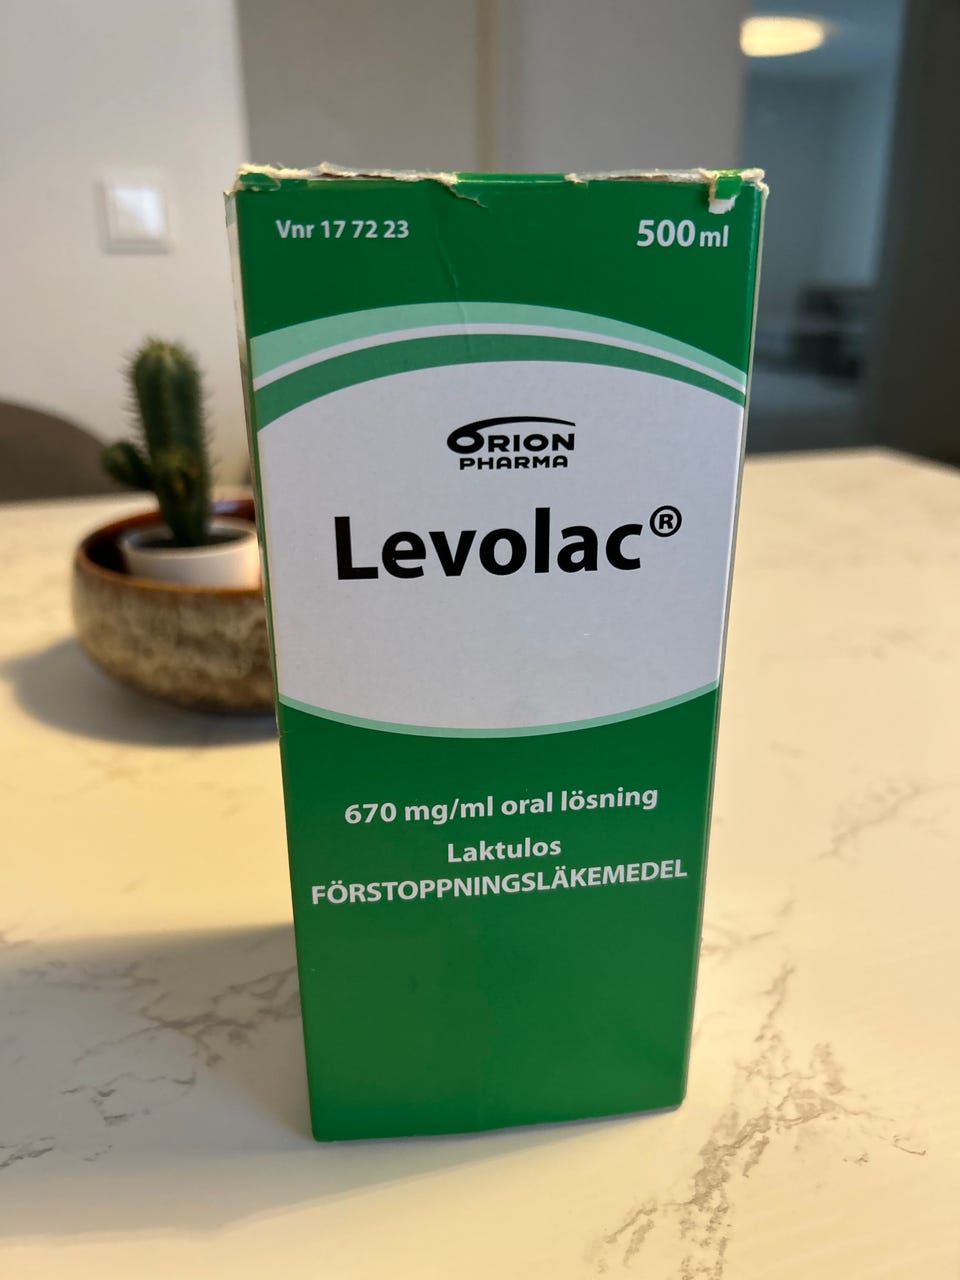 Vnr 17 72 23
500 ml
ORION
PHARMA
Levolac®
670 mg/ml oral lösning
Laktulos
FÖRSTOPPNINGSLÄKEMEDEL